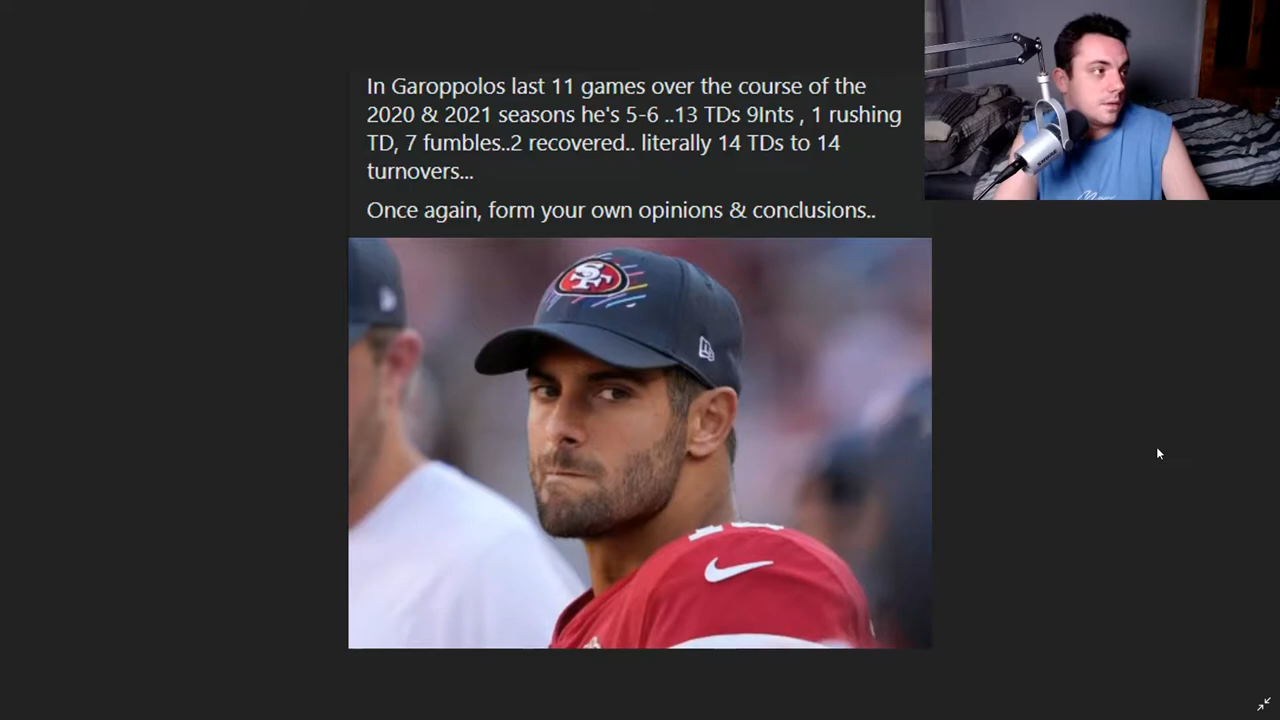 In Garoppolos last 11 games over the course of the
2020 & 2021 seasons he's 5-6 ..13 TDs 9Ints , 1 rushing
TD, 7 fumbles..2 recovered.. literally 14 TDs to 14
turnovers...
Once again, form your own opinions & conclusions..
SF
SHURE